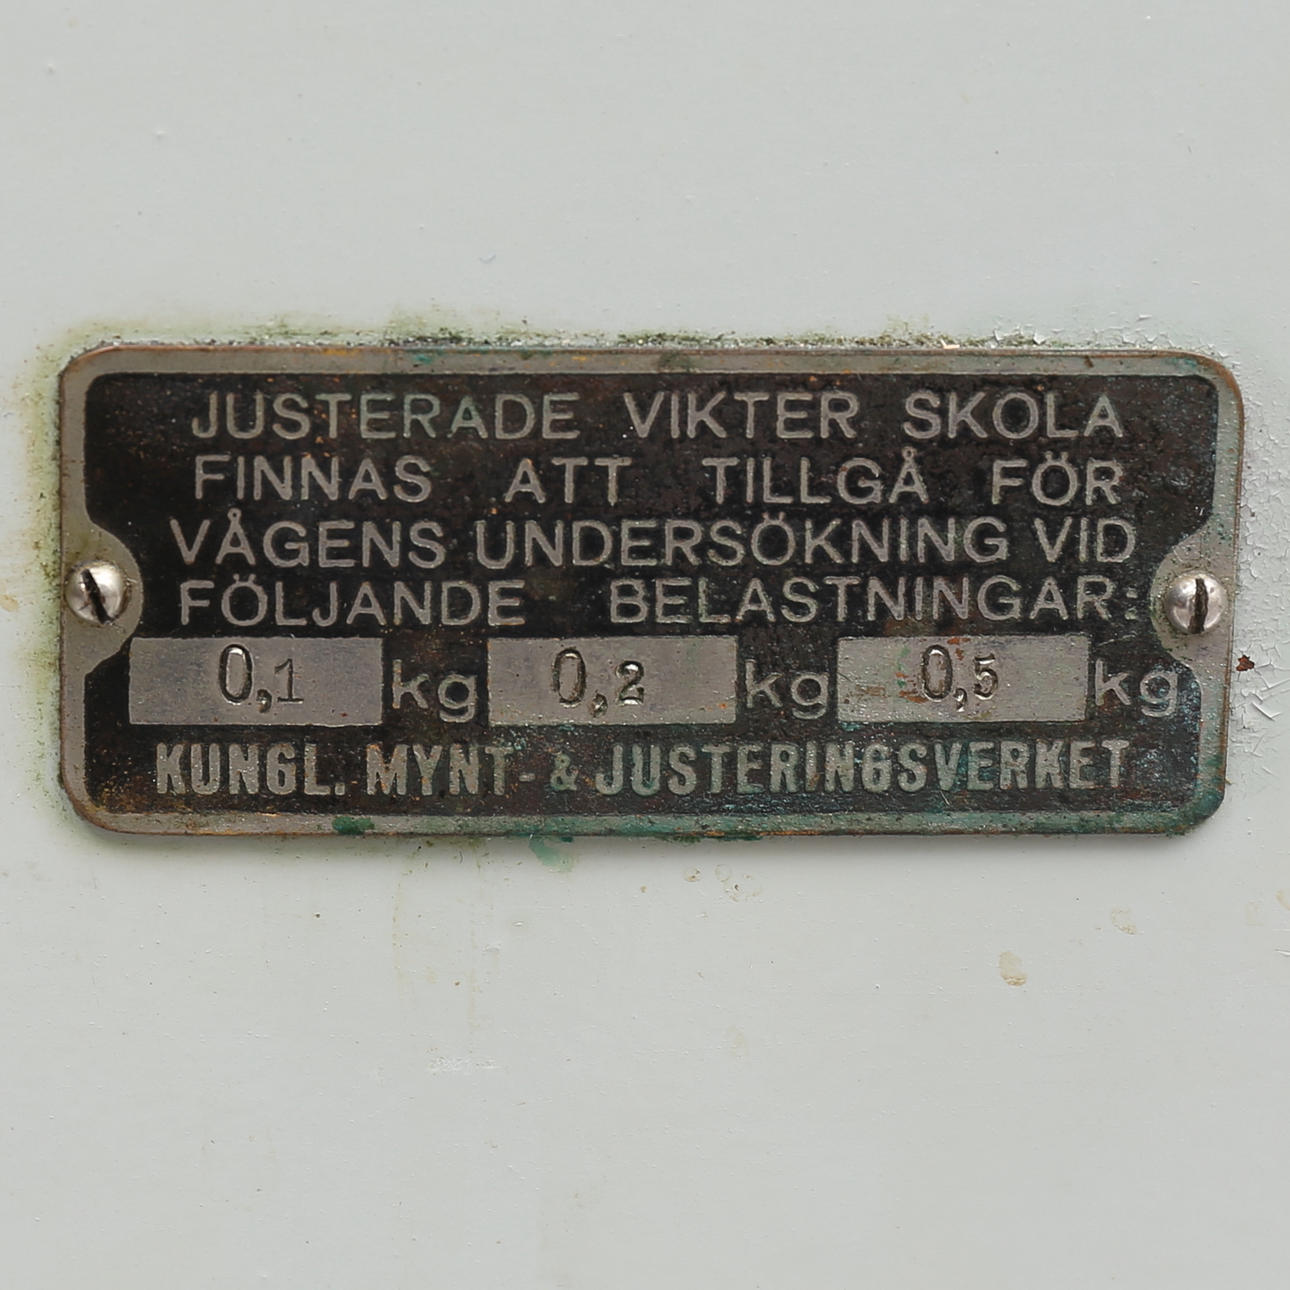 JUSTERADE VIKTER SKOLA
FINNAS ATT TILLGÅ FÖR
VÅGENS UNDERSÖKNING VID
FÖLJANDE BELASTNINGAR:
0,1 kg 0,2 kg 0,5 kg
KUNGL. MYNT- & JUSTERINGSVERKET